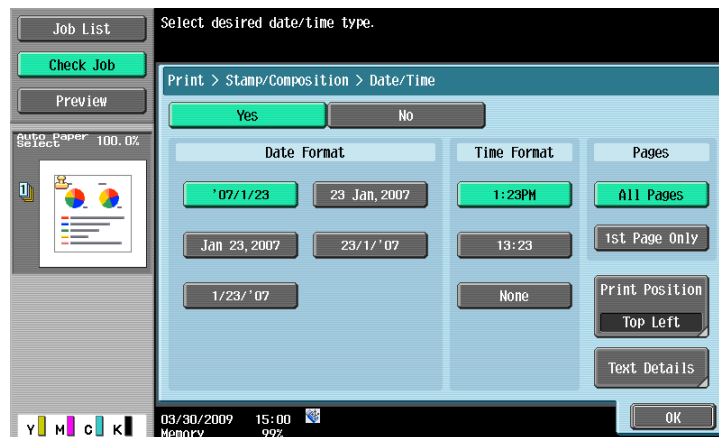 Job List
Check Job
Preview
Auto Paper Select 100.0%
Y M C K
Select desired date/time type.
Print > Stamp/Composition > Date/Time
Yes No
Date Format
'07/1/23 23 Jan,2007
Jan 23,2007 23/1/'07
1/23/'07
Time Format
1:23PM
13:23
None
Pages
All Pages
1st Page Only
Print Position
Top Left
Text Details
03/30/2009 15:00
Memory 99%
OK